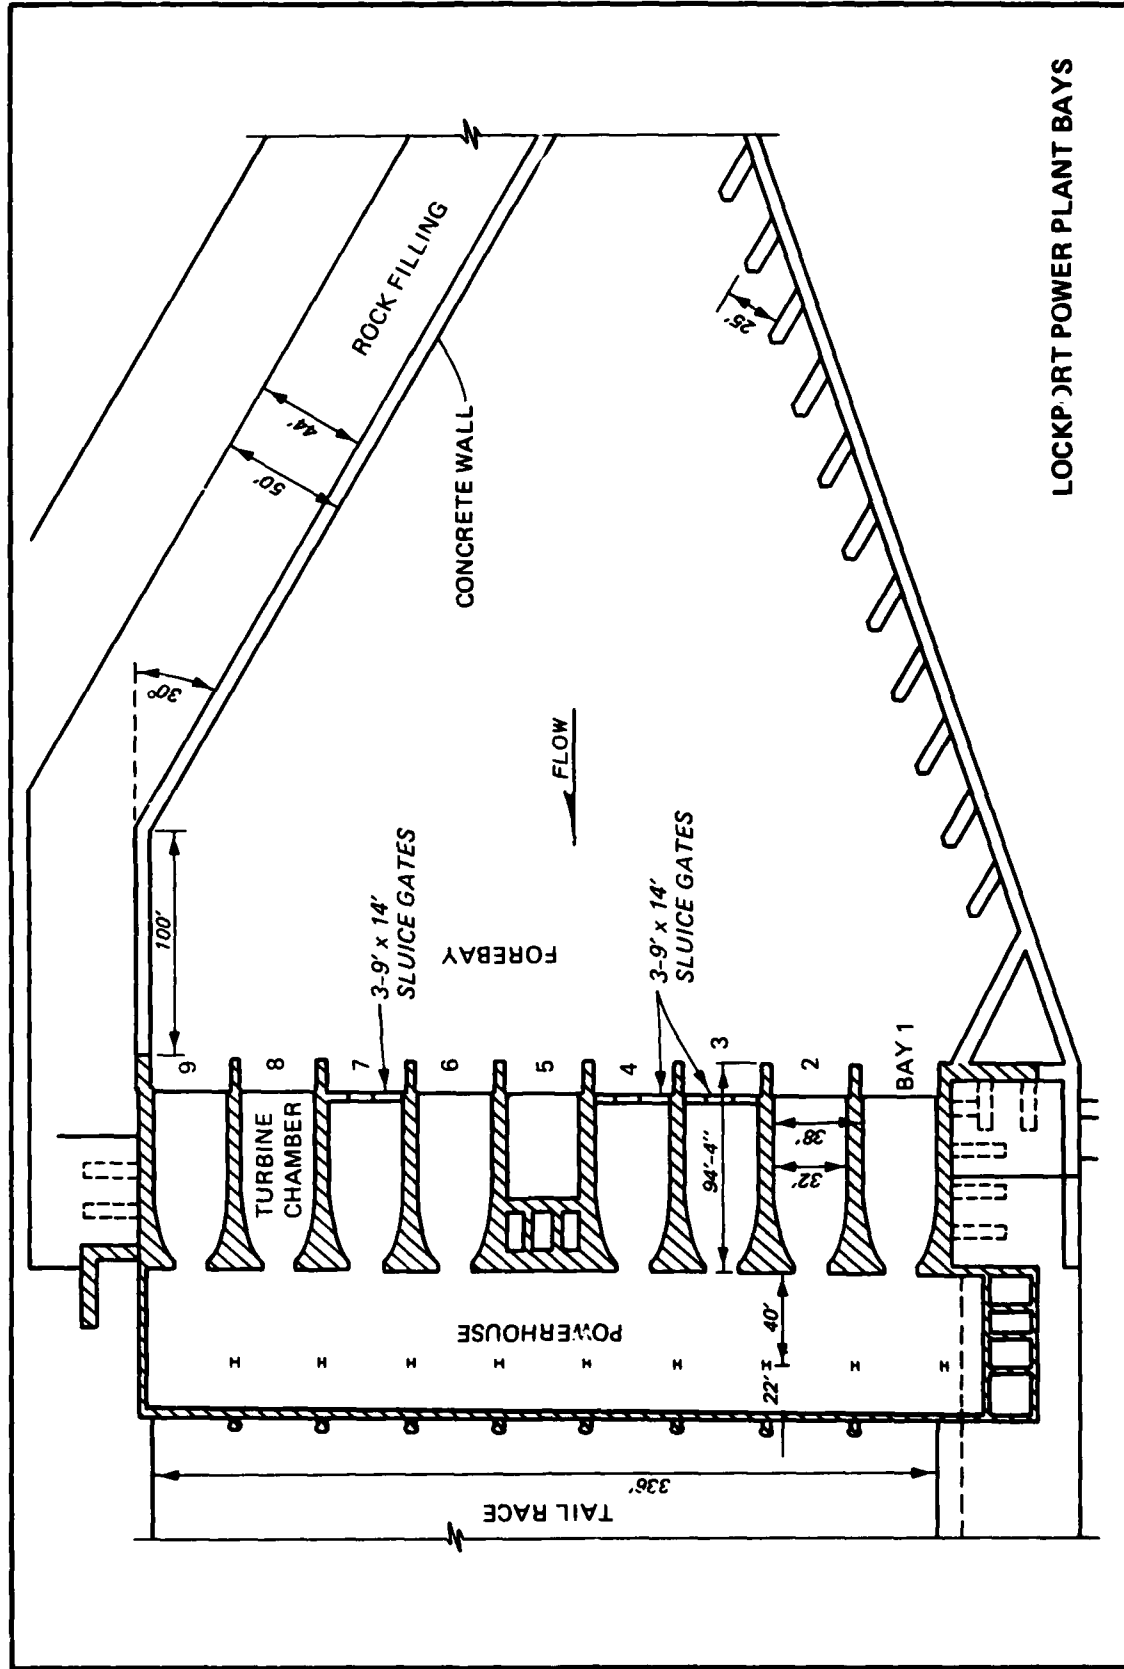 ROCK FILLING
44'
50'
CONCRETE WALL
30°
25'
FLOW
100'
3-9' x 14'
SLUICE GATES
3-9' x 14'
SLUICE GATES
FOREBAY
9
8
7
6
5
4
3
2
BAY 1
TURBINE
CHAMBER
94'-4"
38'
32'
POWERHOUSE
40'
22'
336'
TAIL RACE
LOCKPORT POWER PLANT BAYS